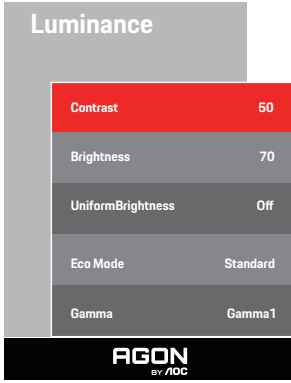 Luminance
Contrast 50
Brightness 70
UniformBrightness Off
Eco Mode Standard
Gamma Gamma1
AGON
BY AOC